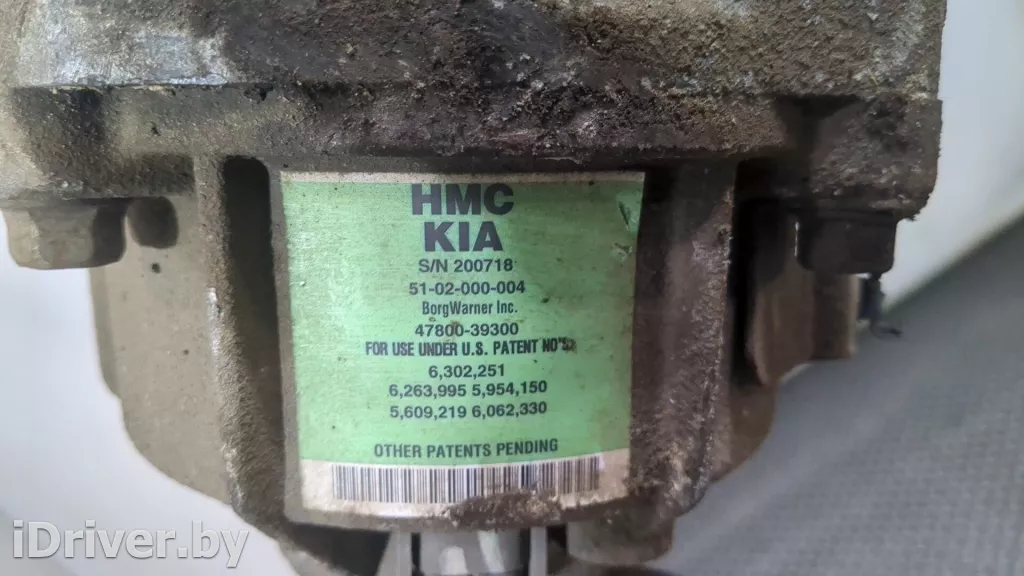 HMC
KIA
S/N 200718
51-02-000-004
BorgWarner Inc.
47800-39300
FOR USE UNDER U.S. PATENT NO'S:
6,302,251
6,263,995 5,954,150
5,609,219 6,062,330
OTHER PATENTS PENDING
iDriver.by